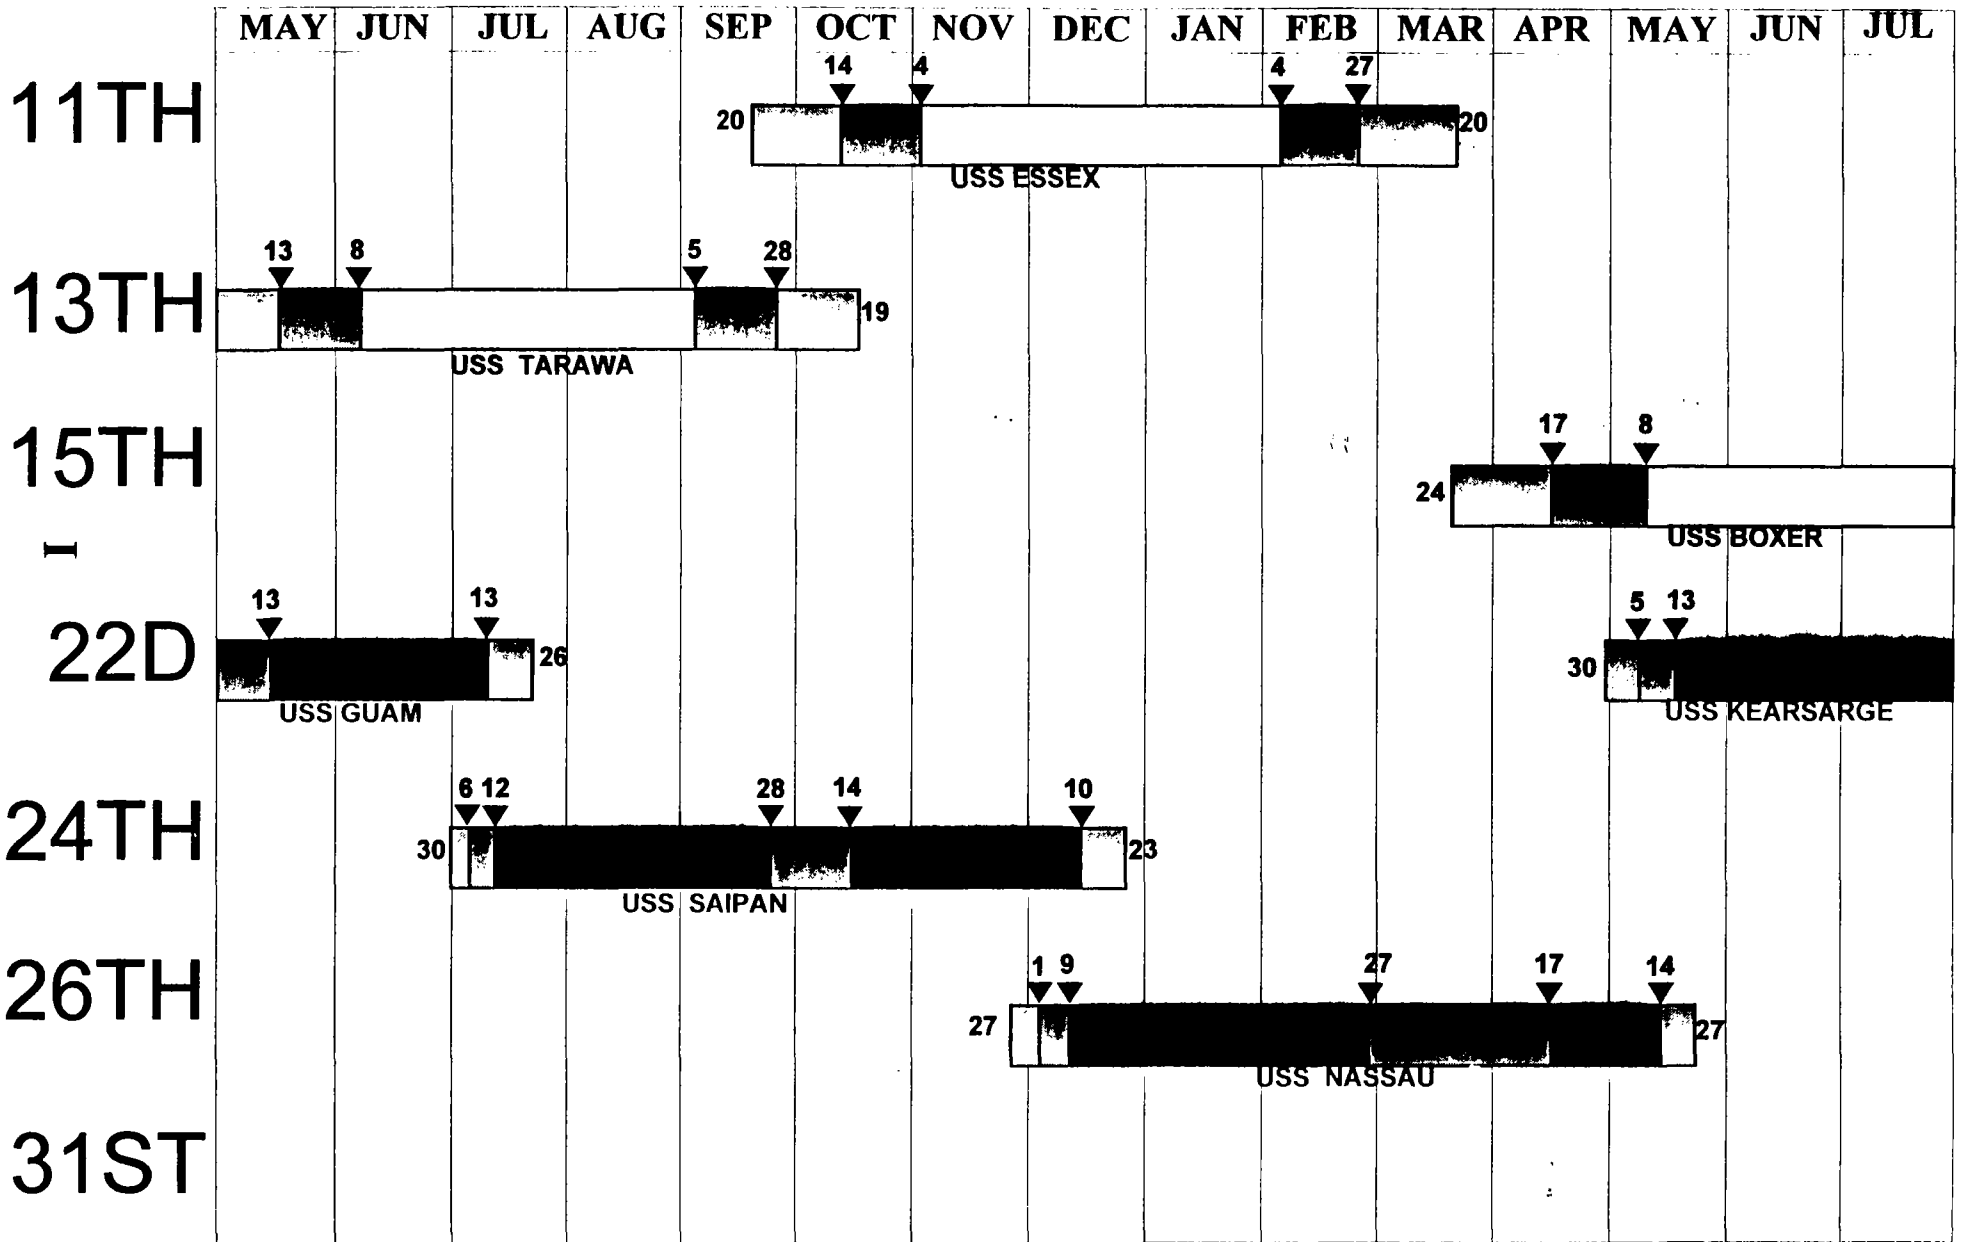 MAY JUN JUL AUG SEP OCT NOV DEC JAN FEB MAR APR MAY JUN JUL
14 4 4 27
11TH 20 20
USS ESSEX
13 8 5 28
13TH 19
USS TARAWA
17 8
15TH 24
USS BOXER
I
13 13 5 13
22D 26 30
USS GUAM USS KEARSARGE
6 12 28 14 10
24TH 30 23
USS SAIPAN
1 9 27 17 14
26TH 27 27
USS NASSAU
31ST